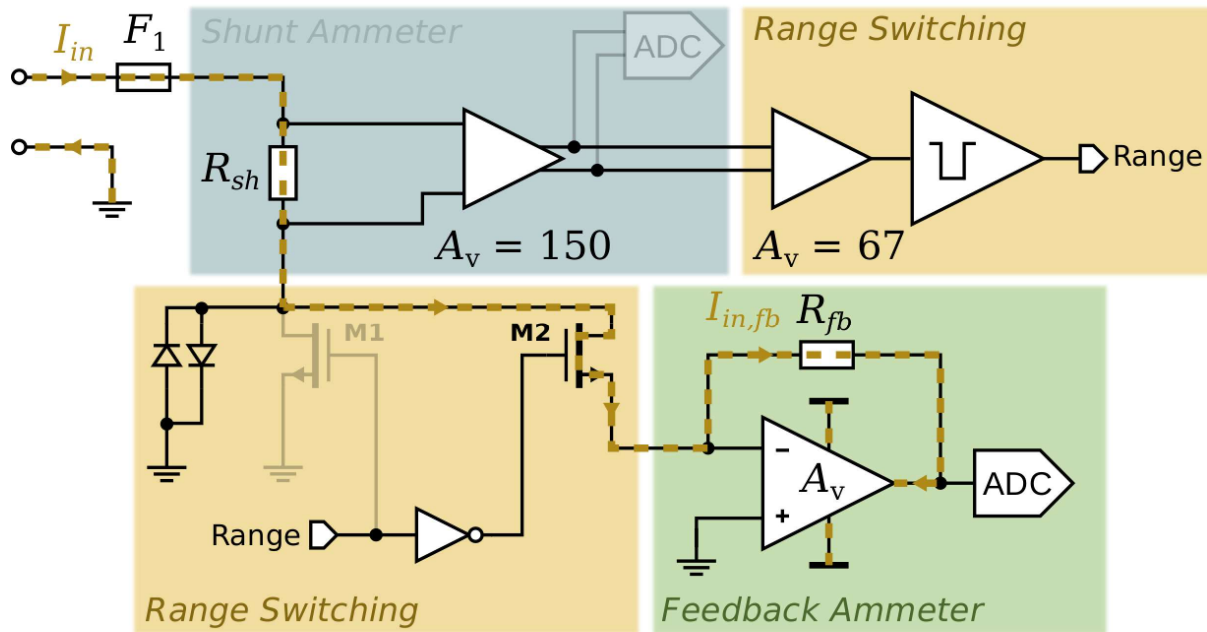 I_in
F_1
Shunt Ammeter
ADC
Range Switching
R_sh
Range
A_v = 150
A_v = 67
M1
M2
I_in,fb
R_fb
A_v
ADC
Range
Range Switching
Feedback Ammeter